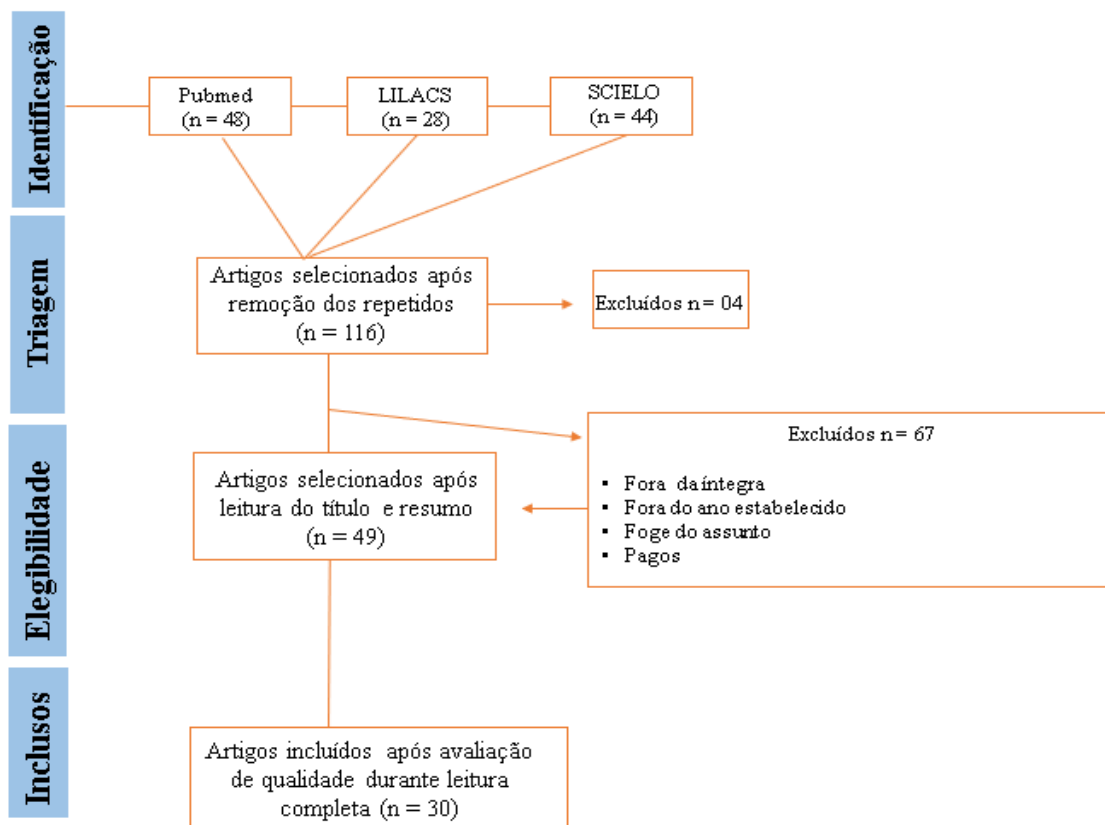 Identificação
Pubmed
(n = 48)
LILACS
(n = 28)
SCIELO
(n = 44)
Triagem
Artigos selecionados após
remoção dos repetidos
(n = 116)
Excluídos n = 04
Elegibilidade
Artigos selecionados após
leitura do título e resumo
(n = 49)
Excluídos n = 67
▪ Fora da íntegra
▪ Fora do ano estabelecido
▪ Foge do assunto
▪ Pagos
Inclusos
Artigos incluídos após avaliação
de qualidade durante leitura
completa (n = 30)